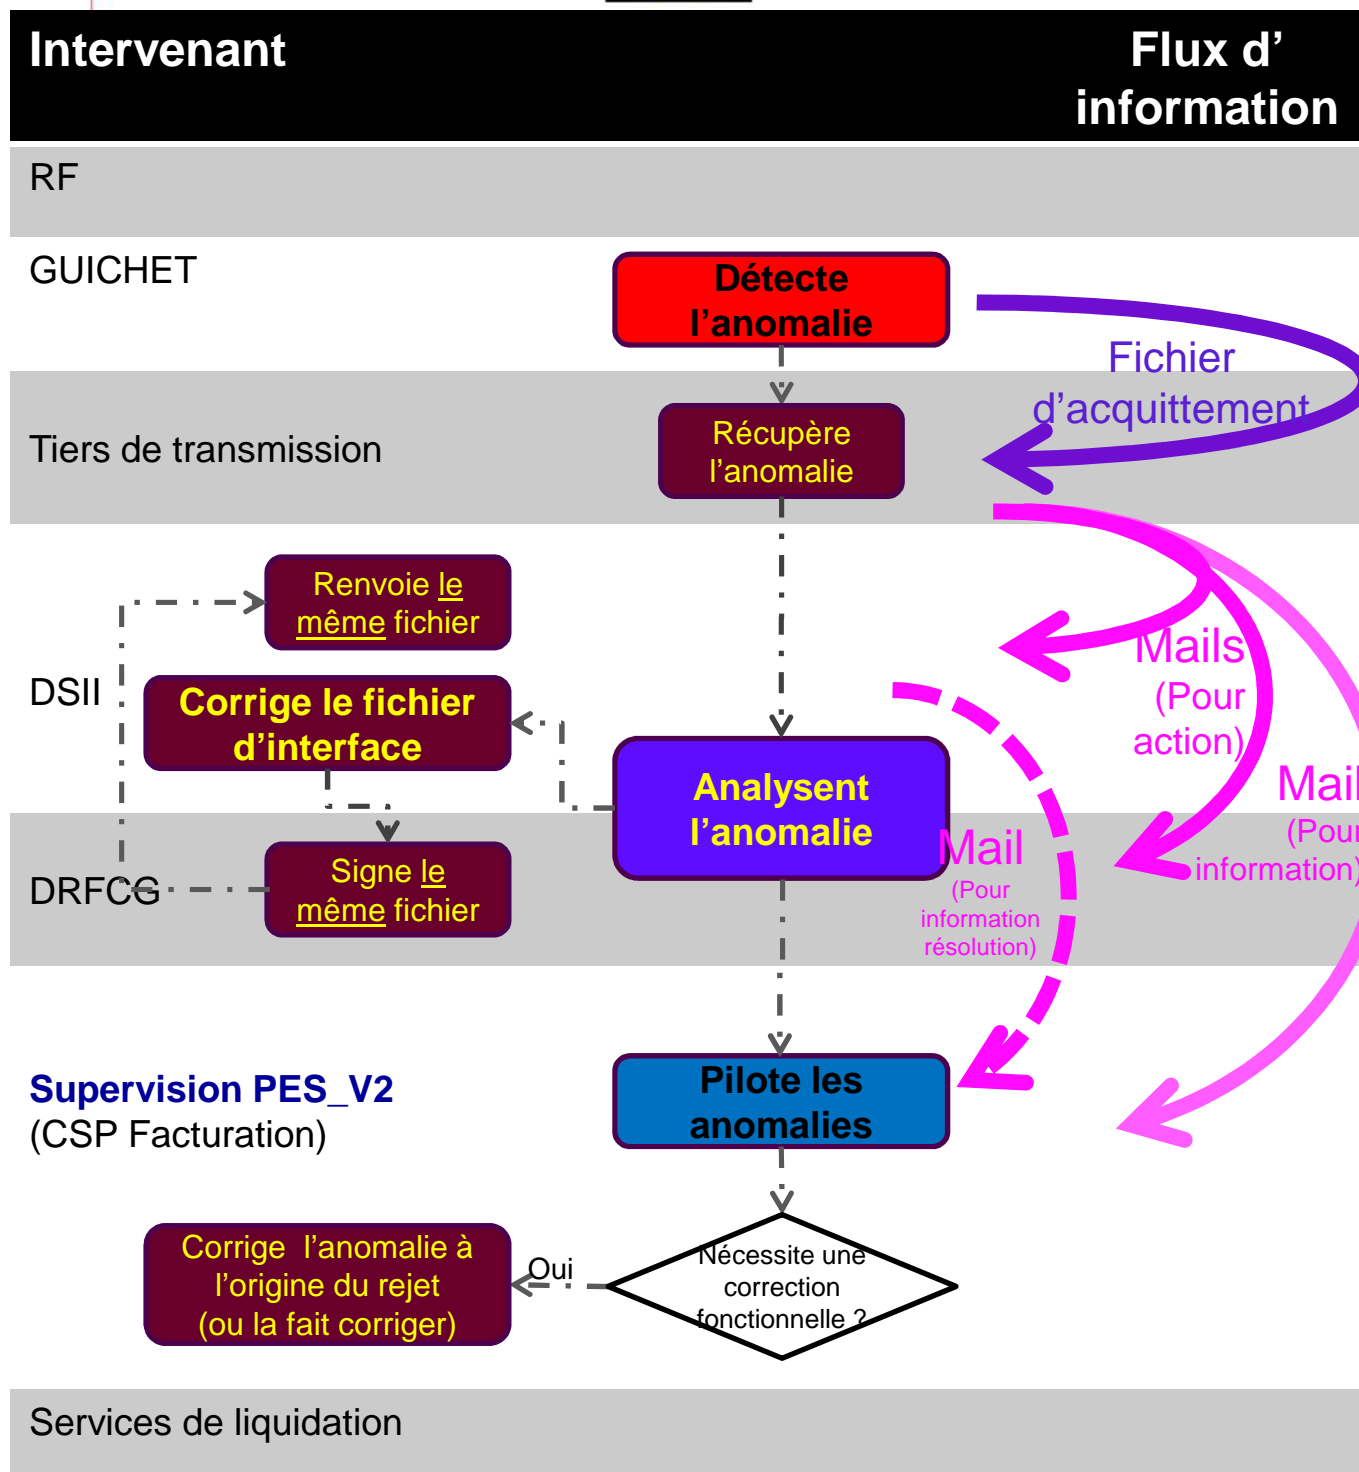 Intervenant
Flux d’
information
RF
GUICHET
Détecte
l’anomalie
Fichier
d’acquittement
Tiers de transmission
Récupère
l’anomalie
Renvoie le
même fichier
Mails
(Pour
action)
DSII
Corrige le fichier
d’interface
Analysent
l’anomalie
Mail
(Pour
information)
Mail
(Pour
information
résolution)
DRFCG
Signe le
même fichier
Supervision PES_V2
(CSP Facturation)
Pilote les
anomalies
Corrige l’anomalie à
l’origine du rejet
(ou la fait corriger)
Oui
Nécessite une
correction
fonctionnelle ?
Services de liquidation